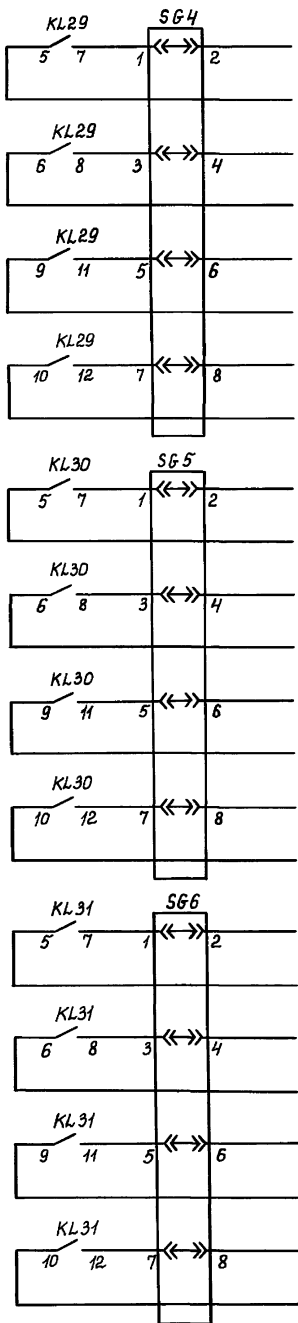 KL29 SG4
5 7 1 2
KL29
6 8 3 4
KL29
9 11 5 6
KL29
10 12 7 8
KL30 SG5
5 7 1 2
KL30
6 8 3 4
KL30
9 11 5 6
KL30
10 12 7 8
KL31 SG6
5 7 1 2
KL31
6 8 3 4
KL31
9 11 5 6
KL31
10 12 7 8